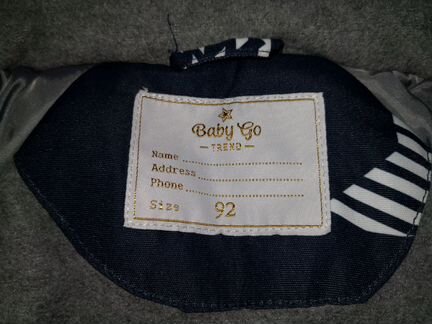 Baby Go
— TREND —
Name ....................
Address ....................
Phone ....................
Size 92